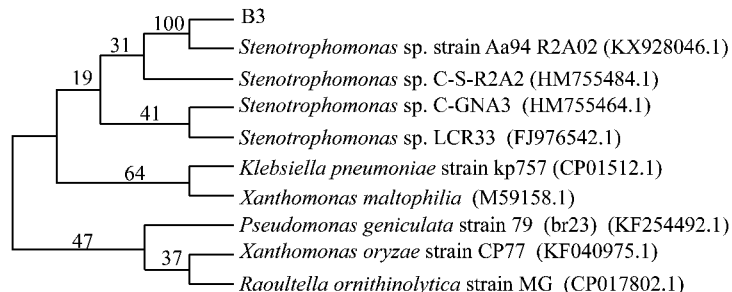 100 B3
31 Stenotrophomonas sp. strain Aa94 R2A02 (KX928046.1)
19 Stenotrophomonas sp. C-S-R2A2 (HM755484.1)
Stenotrophomonas sp. C-GNA3 (HM755464.1)
41
Stenotrophomonas sp. LCR33 (FJ976542.1)
Klebsiella pneumoniae strain kp757 (CP01512.1)
64
Xanthomonas maltophilia (M59158.1)
Pseudomonas geniculata strain 79 (br23) (KF254492.1)
47
37 Xanthomonas oryzae strain CP77 (KF040975.1)
Raoultella ornithinolytica strain MG (CP017802.1)